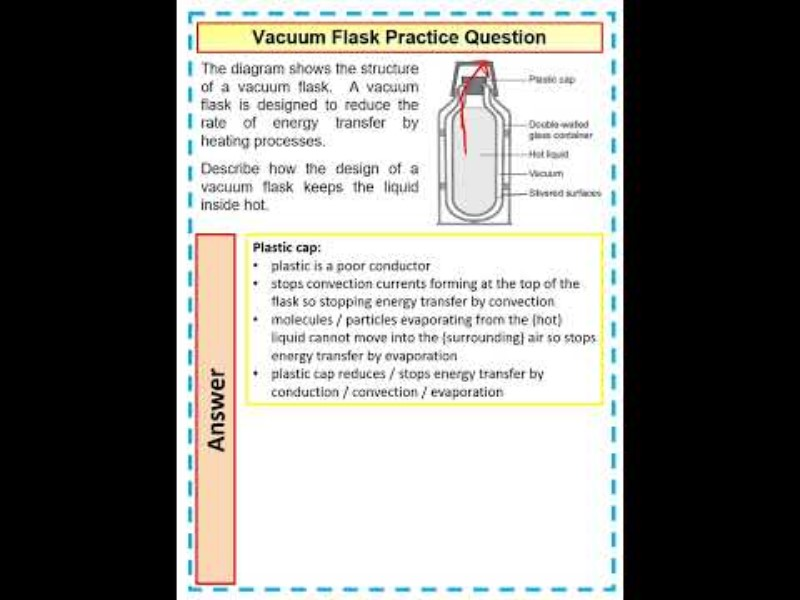 Vacuum Flask Practice Question
The diagram shows the structure
of a vacuum flask. A vacuum
flask is designed to reduce the
rate of energy transfer by
heating processes.
Describe how the design of a
vacuum flask keeps the liquid
inside hot.
Plastic cap
Double-walled
glass container
Hot liquid
Vacuum
Silvered surfaces
Answer
Plastic cap:
• plastic is a poor conductor
• stops convection currents forming at the top of the
flask so stopping energy transfer by convection
• molecules / particles evaporating from the (hot)
liquid cannot move into the (surrounding) air so stops
energy transfer by evaporation
• plastic cap reduces / stops energy transfer by
conduction / convection / evaporation